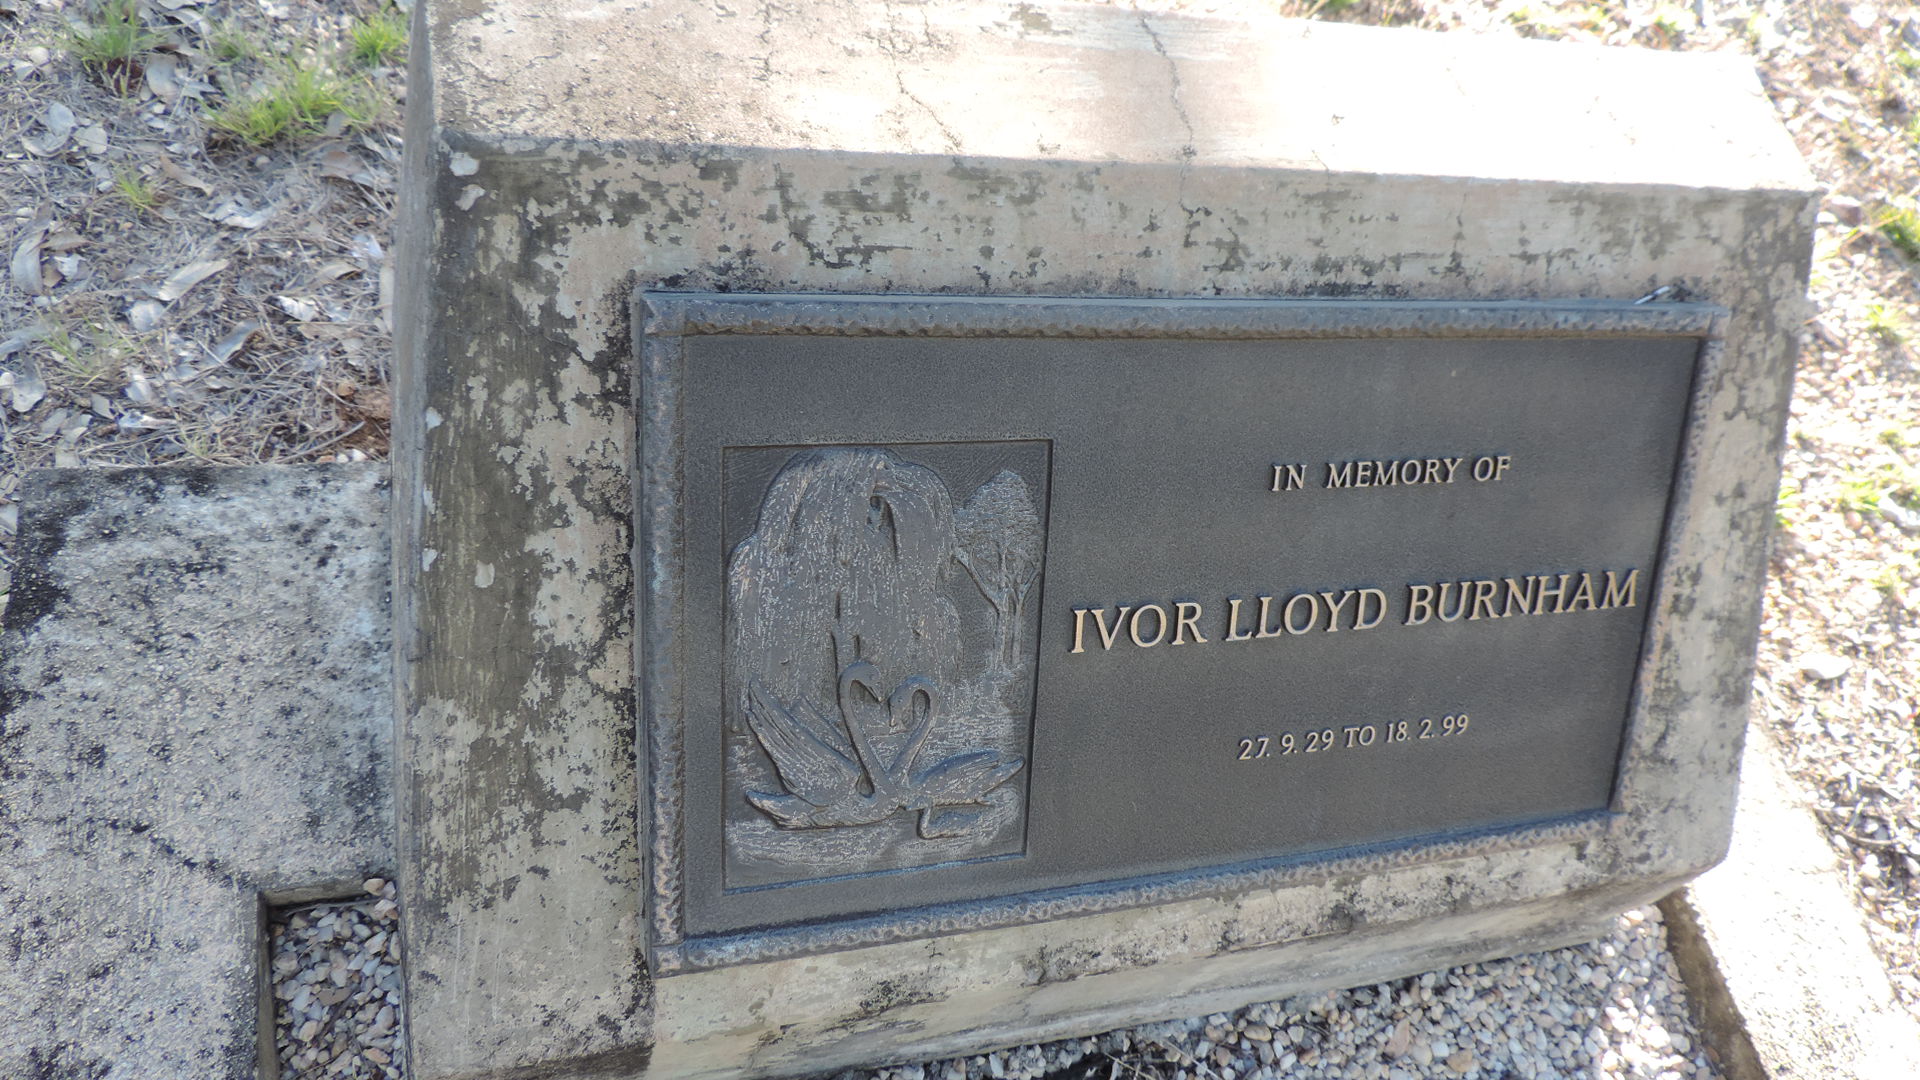 IN MEMORY OF
IVOR LLOYD BURNHAM
27. 9. 29 TO 18. 2. 99